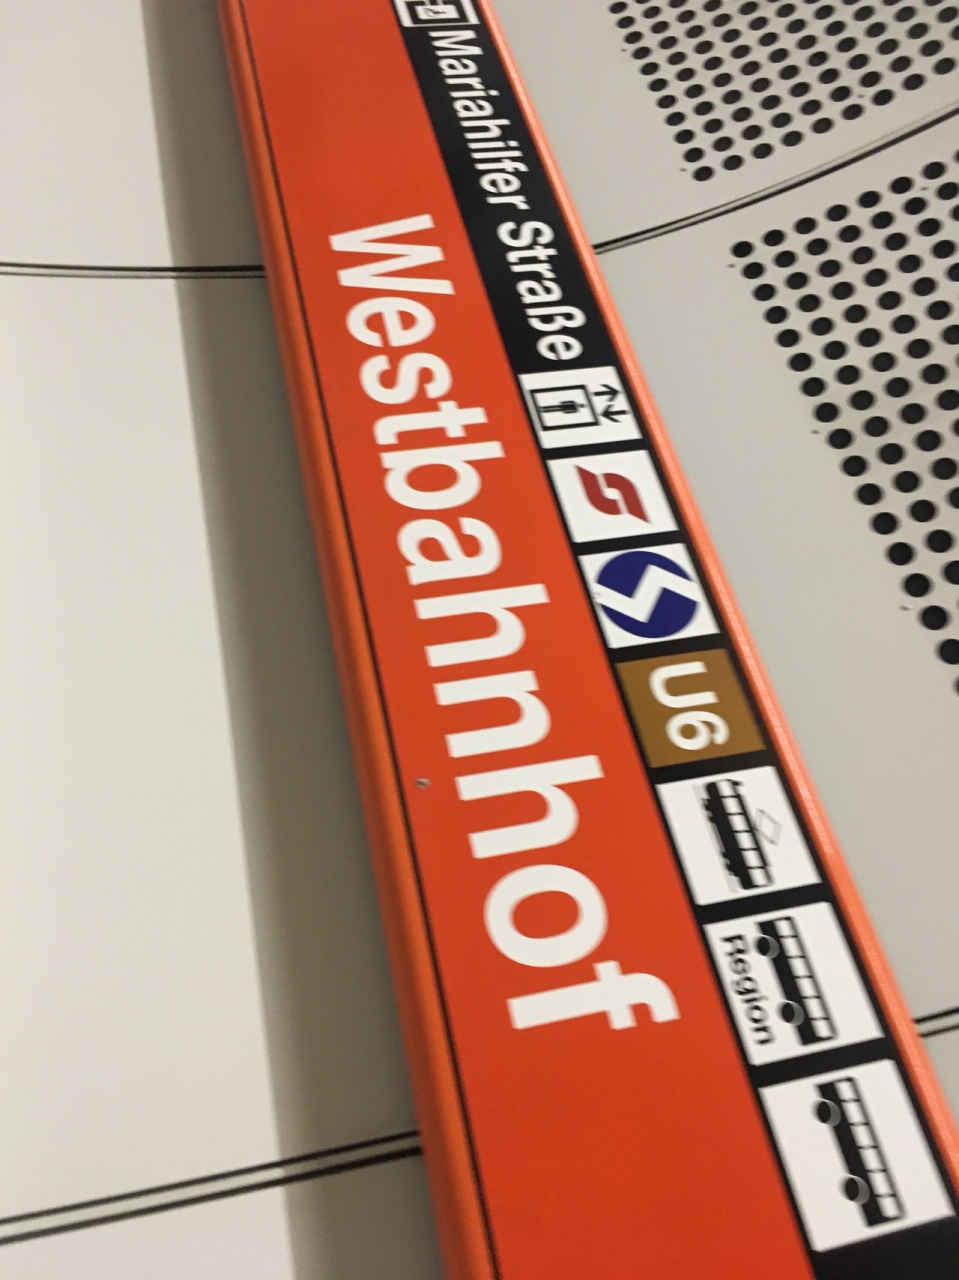 Mariahilfer Straße
U6
Region
Westbahnhof